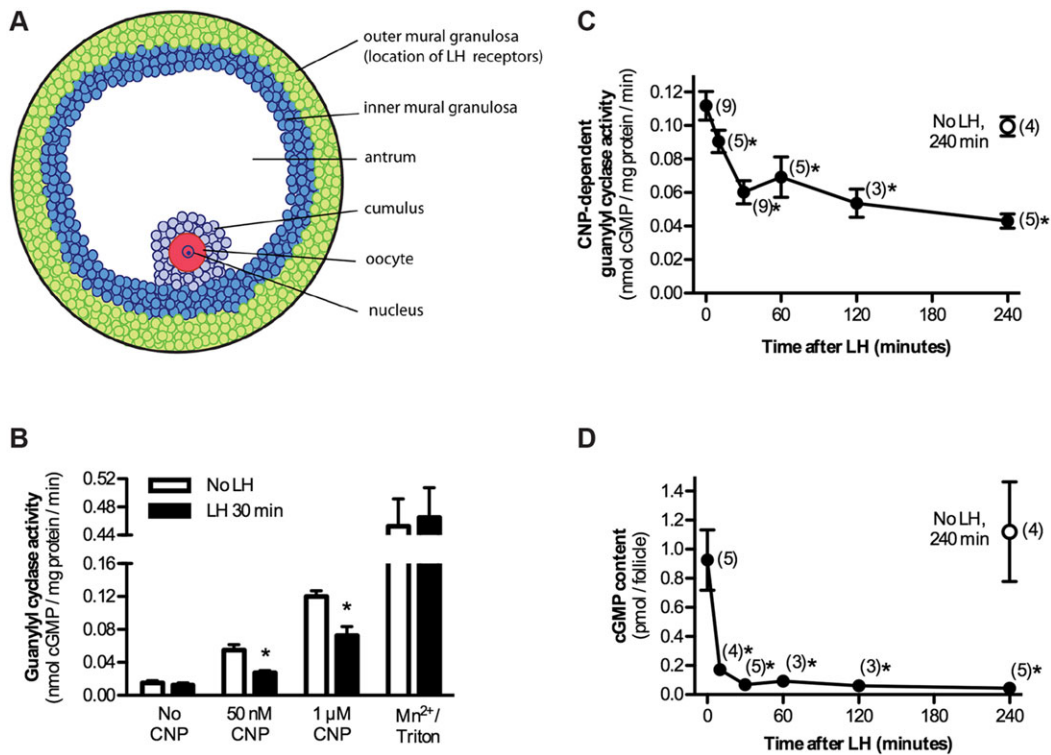 A
outer mural granulosa
(location of LH receptors)
inner mural granulosa
antrum
cumulus
oocyte
nucleus
B
Guanylyl cyclase activity
(nmol cGMP / mg protein / min)
0.52
0.48
0.44
0.16
0.12
0.08
0.04
0.00
No LH
LH 30 min
*
*
No
CNP
50 nM
CNP
1 µM
CNP
Mn²⁺/
Triton
C
CNP-dependent
guanylyl cyclase activity
(nmol cGMP / mg protein / min)
0.12
0.10
0.08
0.06
0.04
0.02
0.00
(9)
(5)*
(9)*
(5)*
(3)*
(5)*
No LH,
240 min
(4)
0
60
120
180
240
Time after LH (minutes)
D
cGMP content
(pmol / follicle)
1.4
1.2
1.0
0.8
0.6
0.4
0.2
0.0
(5)
(4)*
(5)*
(3)*
(3)*
(5)*
No LH,
240 min
(4)
0
60
120
180
240
Time after LH (minutes)